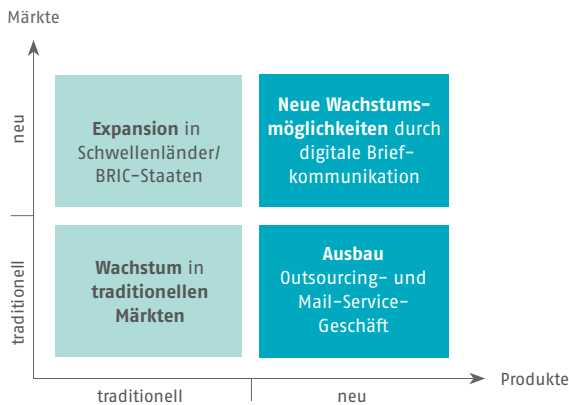 Märkte
neu
Expansion in
Schwellenländer/
BRIC-Staaten
Neue Wachstums-
möglichkeiten durch
digitale Brief-
kommunikation
traditionell
Wachstum in
traditionellen
Märkten
Ausbau
Outsourcing- und
Mail-Service-
Geschäft
Produkte
traditionell
neu